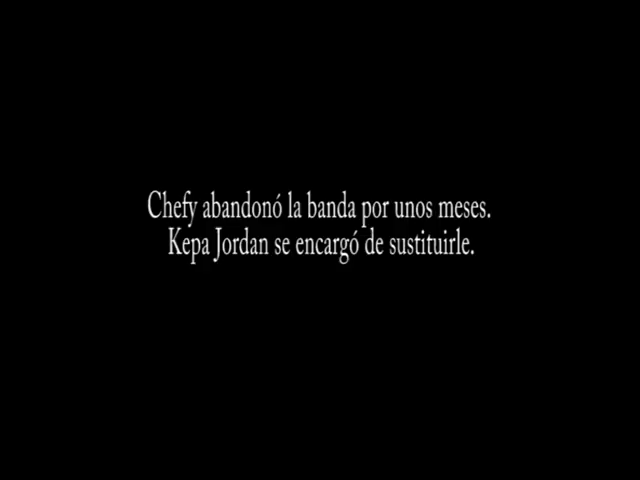 Chefy abandonó la banda por unos meses.
Kepa Jordan se encargó de sustituirle.